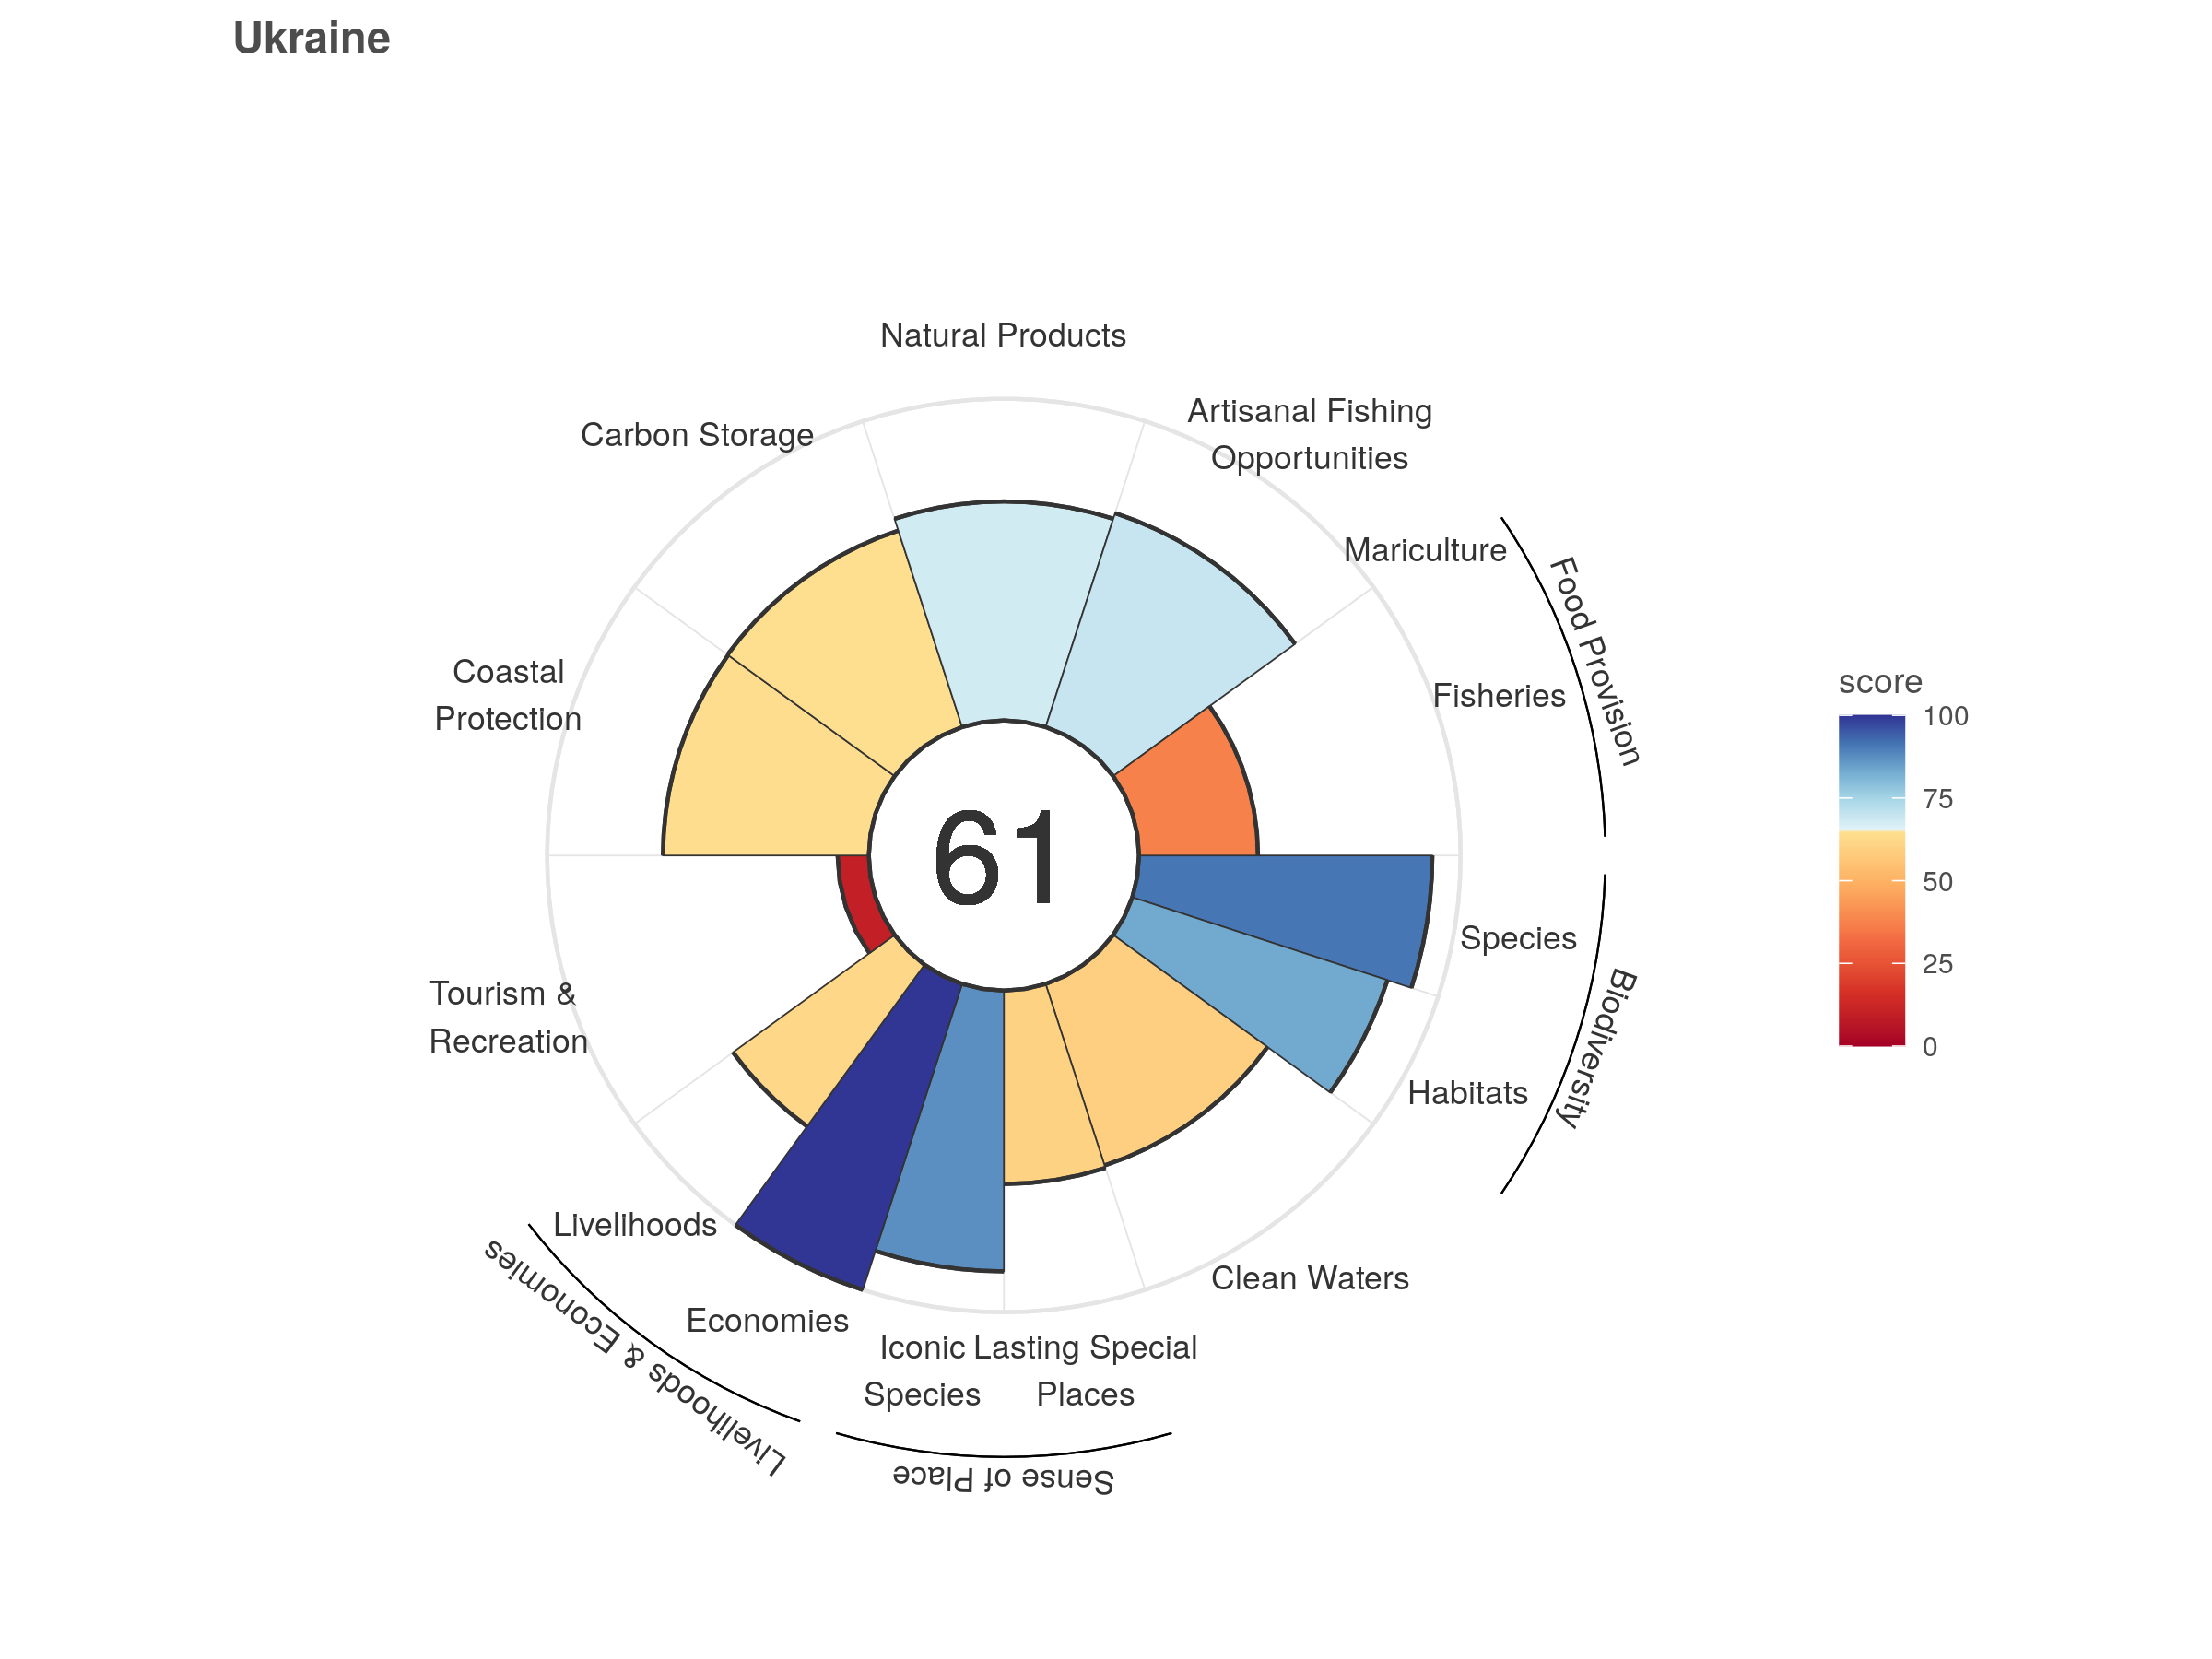 Ukraine
Natural Products
Artisanal Fishing
Opportunities
Carbon Storage
Mariculture
Food Provision
Fisheries
Coastal
Protection
score
100
75
50
25
0
61
Species
Biodiversity
Habitats
Tourism &
Recreation
Livelihoods
Livelihoods & Economies
Economies
Clean Waters
Iconic
Species
Lasting Special
Places
Sense of Place